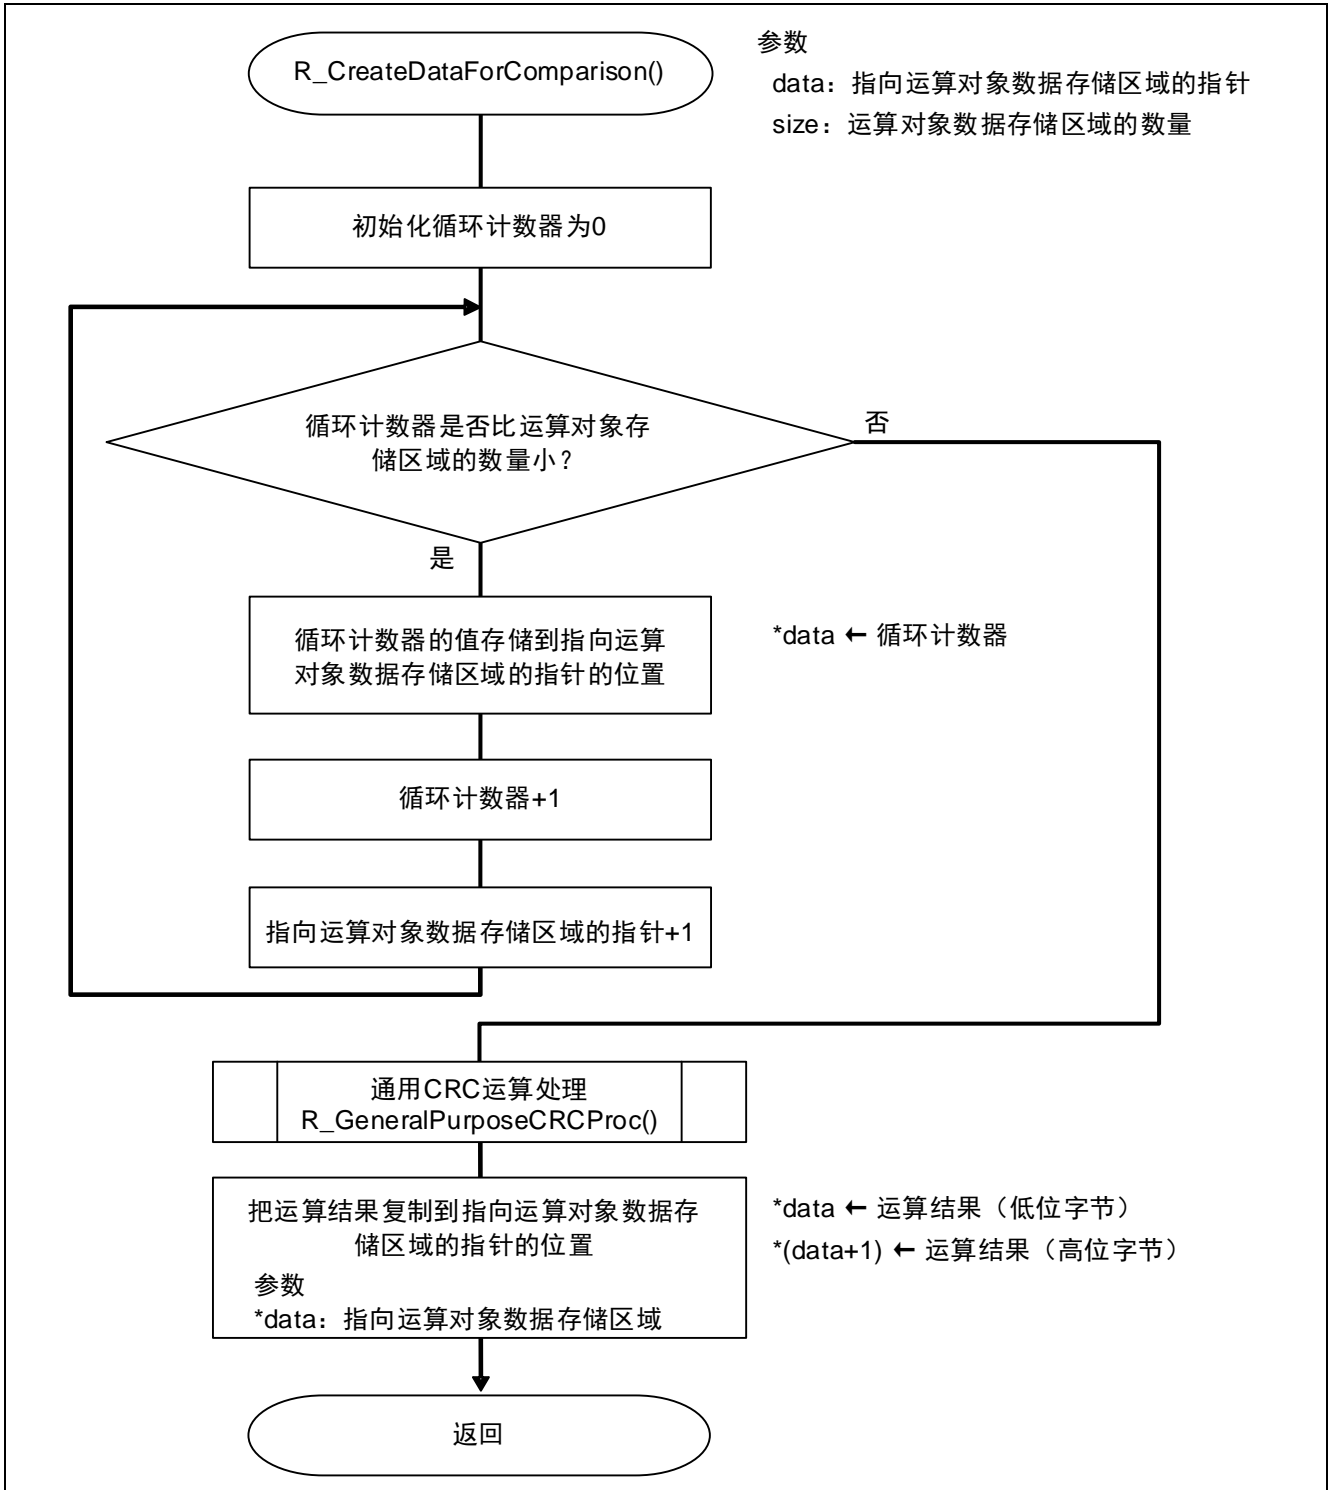 R_CreateDataForComparison()
参数
data：指向运算对象数据存储区域的指针
size：运算对象数据存储区域的数量
初始化循环计数器为0
循环计数器是否比运算对象存
储区域的数量小？
否
是
循环计数器的值存储到指向运算
对象数据存储区域的指针的位置
*data ← 循环计数器
循环计数器+1
指向运算对象数据存储区域的指针+1
通用CRC运算处理
R_GeneralPurposeCRCProc()
把运算结果复制到指向运算对象数据存
储区域的指针的位置
参数
*data：指向运算对象数据存储区域
*data ← 运算结果（低位字节）
*(data+1) ← 运算结果（高位字节）
返回